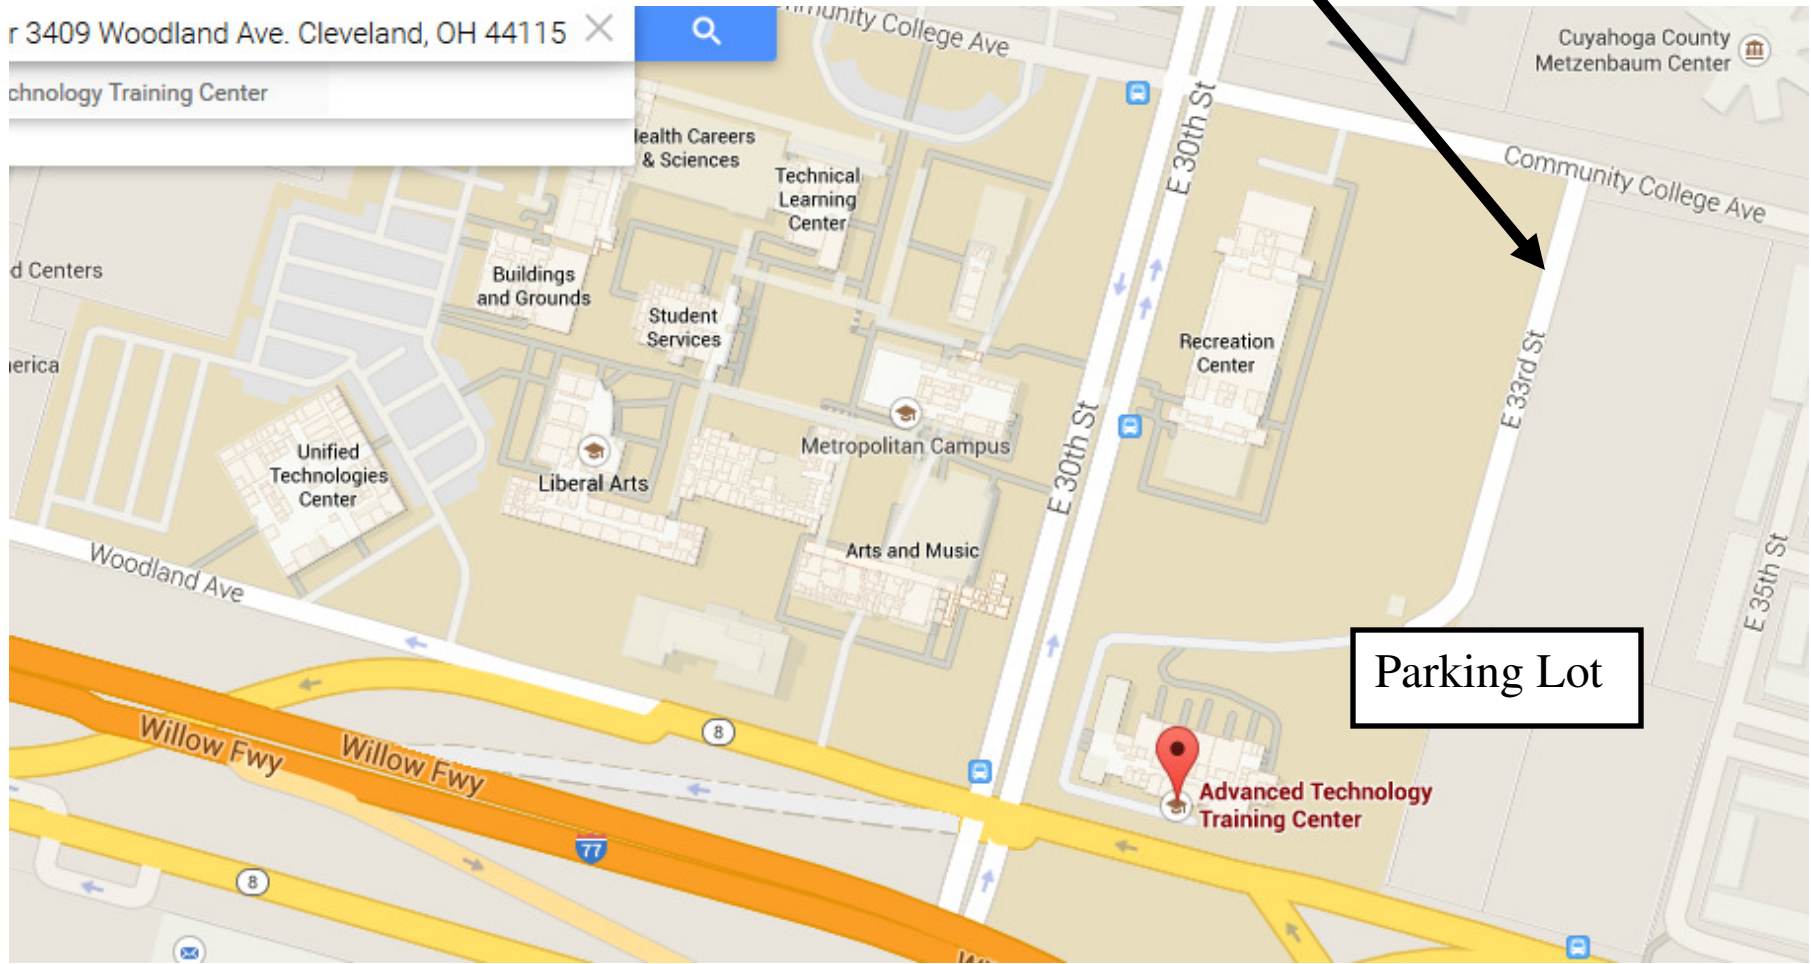 r 3409 Woodland Ave. Cleveland, OH 44115
chnology Training Center
mmunity College Ave
Cuyahoga County
Metzenbaum Center
E 30th St
Community College Ave
ealth Careers
& Sciences
Technical
Learning
Center
d Centers
Buildings
and Grounds
Student
Services
Recreation
Center
E 33rd St
erica
Metropolitan Campus
E 30th St
Unified
Technologies
Center
Liberal Arts
Arts and Music
E 35th St
Woodland Ave
Parking Lot
8
Willow Fwy
Willow Fwy
Advanced Technology
Training Center
77
8